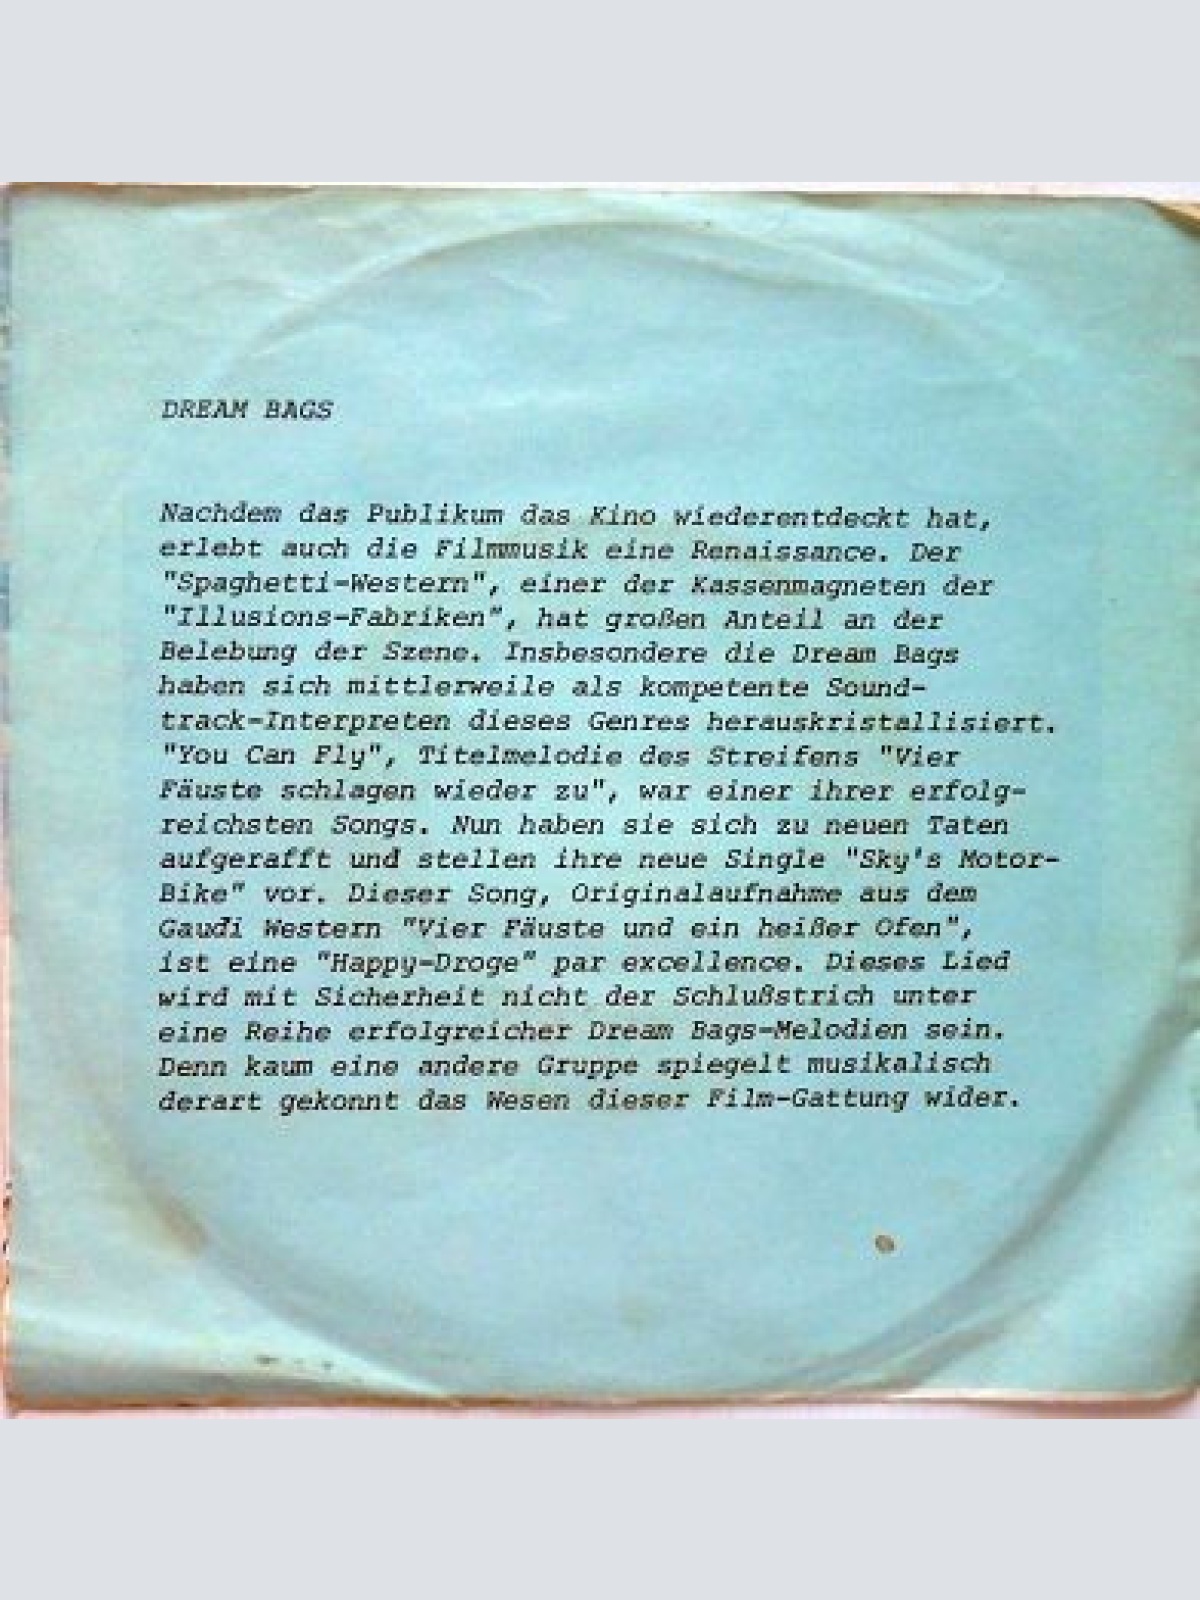 DREAM BAGS
Nachdem das Publikum das Kino wiederentdeckt hat,
erlebt auch die Filmmusik eine Renaissance. Der
"Spaghetti-Western", einer der Kassenmagneten der
"Illusions-Fabriken", hat großen Anteil an der
Belebung der Szene. Insbesondere die Dream Bags
haben sich mittlerweile als kompetente Sound-
track-Interpreten dieses Genres herauskristallisiert.
"You Can Fly", Titelmelodie des Streifens "Vier
Fäuste schlagen wieder zu", war einer ihrer erfolg-
reichsten Songs. Nun haben sie sich zu neuen Taten
aufgerafft und stellen ihre neue Single "Sky's Motor-
Bike" vor. Dieser Song, Originalaufnahme aus dem
Gaudi Western "Vier Fäuste und ein heißer Ofen",
ist eine "Happy-Droge" par excellence. Dieses Lied
wird mit Sicherheit nicht der Schlußstrich unter
eine Reihe erfolgreicher Dream Bags-Melodien sein.
Denn kaum eine andere Gruppe spiegelt musikalisch
derart gekonnt das Wesen dieser Film-Gattung wider.